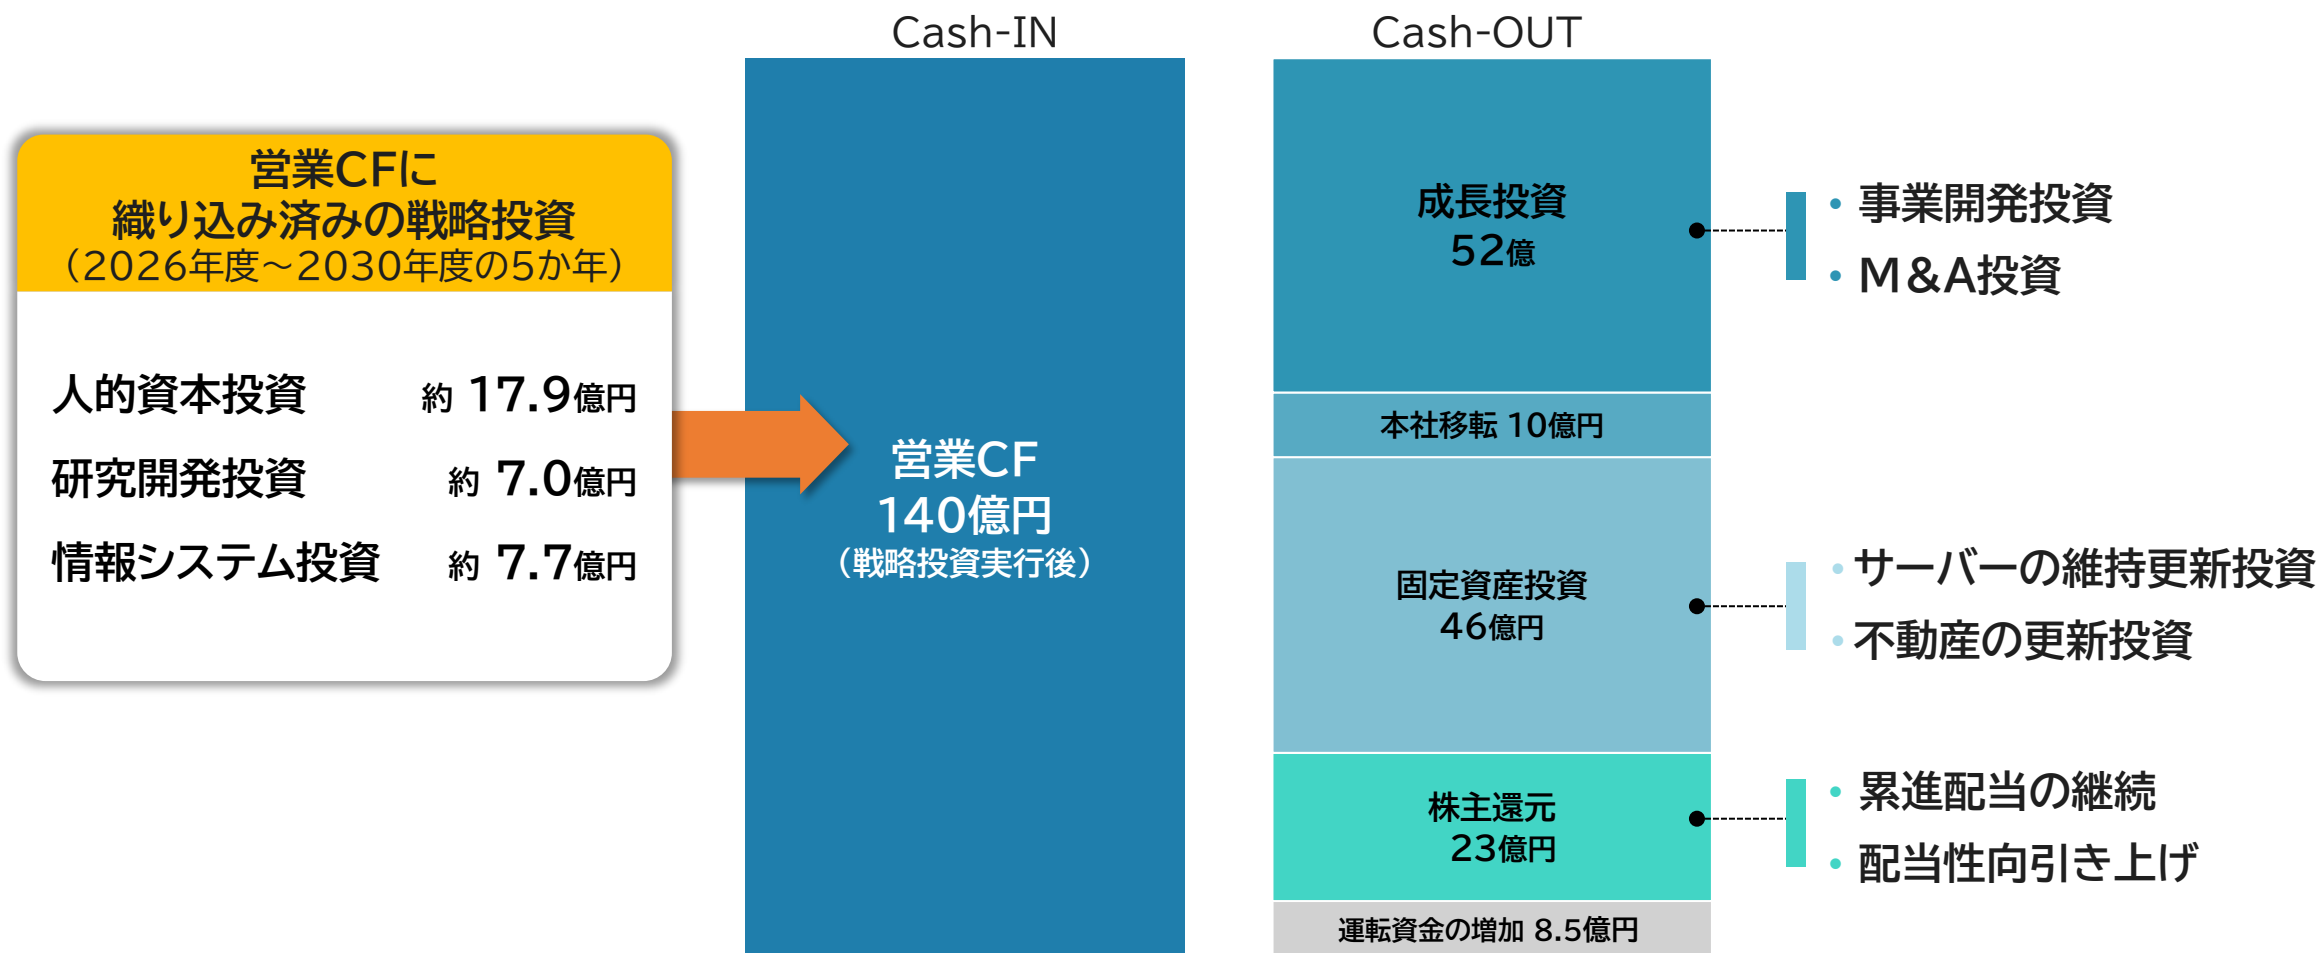 Cash-IN
Cash-OUT
営業CFに
織り込み済みの戦略投資
（2026年度～2030年度の5か年）
人的資本投資 約 17.9億円
研究開発投資 約 7.0億円
情報システム投資 約 7.7億円
営業CF
140億円
（戦略投資実行後）
成長投資
52億
本社移転 10億円
固定資産投資
46億円
株主還元
23億円
運転資金の増加 8.5億円
・事業開発投資
・M＆A投資
・サーバーの維持更新投資
・不動産の更新投資
・累進配当の継続
・配当性向引き上げ